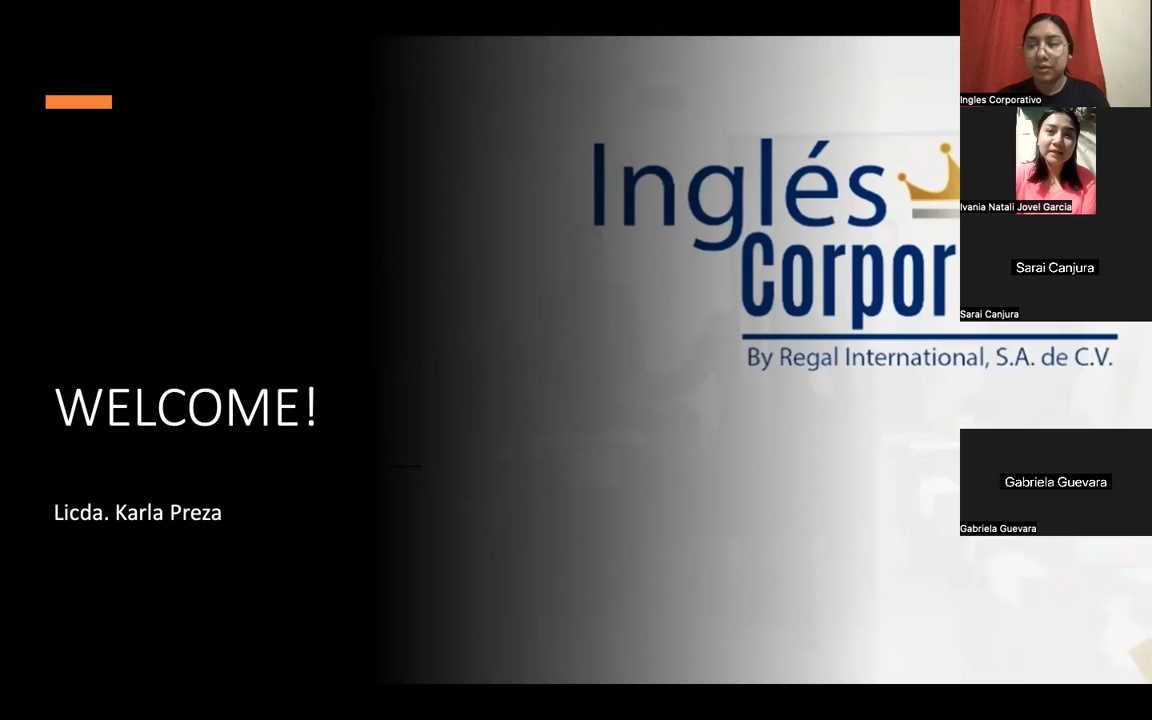 Inglés
Corpor
By Regal International, S.A. de C.V.
WELCOME!
Licda. Karla Preza
Ingles Corporativo
Ivania Natali Jovel Garcia
Sarai Canjura
Sarai Canjura
Gabriela Guevara
Gabriela Guevara